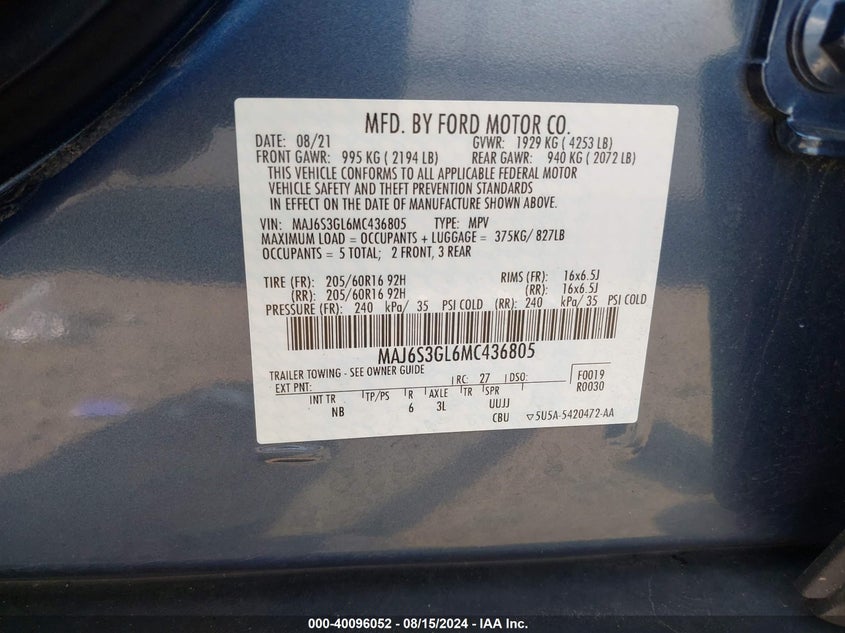 MFD. BY FORD MOTOR CO.
DATE: 08/21 GVWR: 1929 KG ( 4253 LB)
FRONT GAWR: 995 KG ( 2194 LB) REAR GAWR: 940 KG ( 2072 LB)
THIS VEHICLE CONFORMS TO ALL APPLICABLE FEDERAL MOTOR
VEHICLE SAFETY AND THEFT PREVENTION STANDARDS
IN EFFECT ON THE DATE OF MANUFACTURE SHOWN ABOVE.
VIN: MAJ6S3GL6MC436805 TYPE: MPV
MAXIMUM LOAD = OCCUPANTS + LUGGAGE = 375KG/ 827LB
OCCUPANTS = 5 TOTAL; 2 FRONT, 3 REAR
TIRE (FR): 205/60R16 92H RIMS (FR): 16x6.5J
(RR): 205/60R16 92H (RR): 16x6.5J
PRESSURE (FR): 240 kPa/ 35 PSI COLD (RR): 240 kPa/ 35 PSI COLD
MAJ6S3GL6MC436805
TRAILER TOWING - SEE OWNER GUIDE
EXT PNT: RC: 27 DSO: F0019
R0030
INT TR TP/PS R AXLE TR SPR
NB 6 3L UUJJ
CBU ▽5U5A-5420472-AA
000-40096052 - 08/15/2024 - IAA Inc.